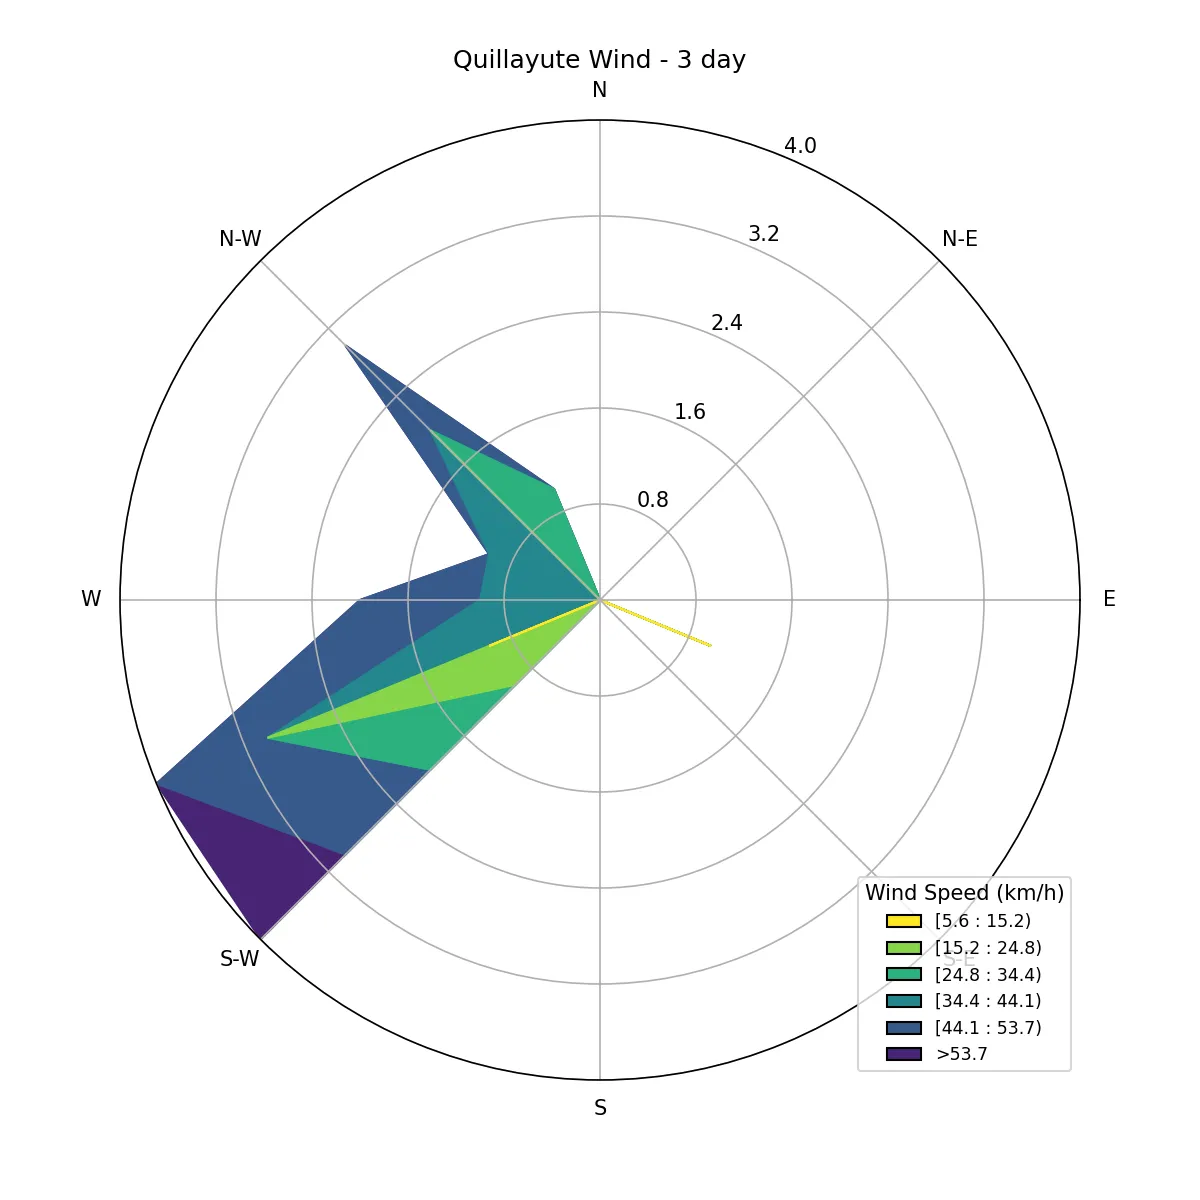 Quillayute Wind - 3 day
N
4.0
N-W
3.2
N-E
2.4
1.6
0.8
W
E
S-W
S-E
S
Wind Speed (km/h)
[5.6 : 15.2)
[15.2 : 24.8)
[24.8 : 34.4)
[34.4 : 44.1)
[44.1 : 53.7)
>53.7